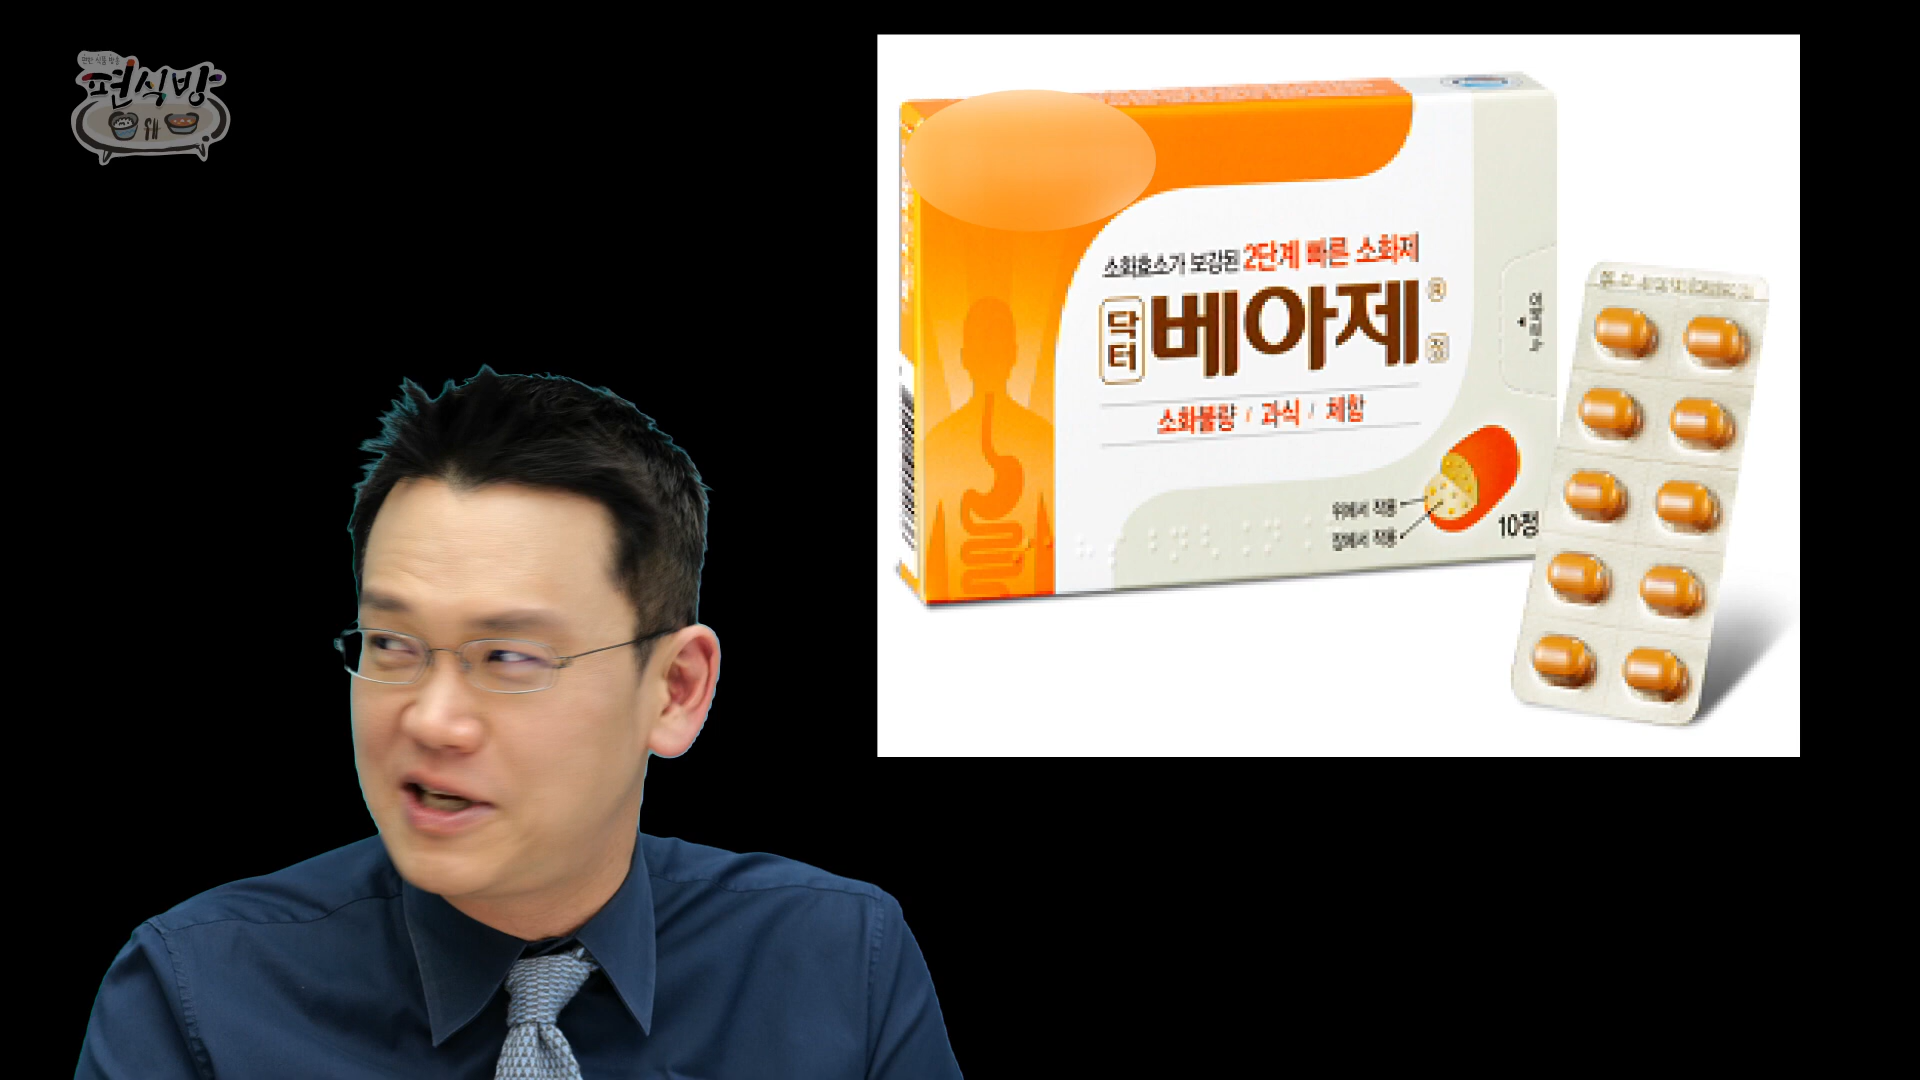 편식방
소화효소가 보강된 2단계 빠른 소화제
닥터 베아제
정
소화불량 / 과식 / 체함
위에서 작용
장에서 작용
10정